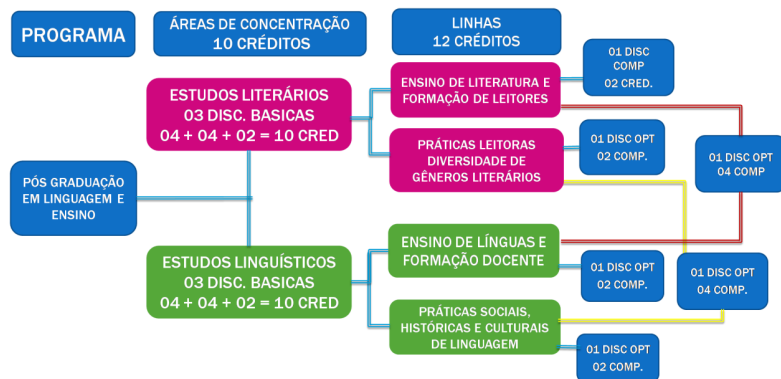 PROGRAMA
ÁREAS DE CONCENTRAÇÃO
10 CRÉDITOS
LINHAS
12 CRÉDITOS
01 DISC
COMP
02 CRED.
ESTUDOS LITERÁRIOS
03 DISC. BASICAS
04 + 04 + 02 = 10 CRED
ENSINO DE LITERATURA E
FORMAÇÃO DE LEITORES
PRÁTICAS LEITORAS
DIVERSIDADE DE
GÊNEROS LITERÁRIOS
01 DISC OPT
02 COMP.
01 DISC OPT
04 COMP
PÓS GRADUAÇÃO
EM LINGUAGEM E
ENSINO
ESTUDOS LINGUÍSTICOS
03 DISC. BASICAS
04 + 04 + 02 = 10 CRED
ENSINO DE LÍNGUAS E
FORMAÇÃO DOCENTE
01 DISC OPT
02 COMP.
01 DISC OPT
04 COMP.
PRÁTICAS SOCIAIS,
HISTÓRICAS E CULTURAIS
DE LINGUAGEM
01 DISC OPT
02 COMP.